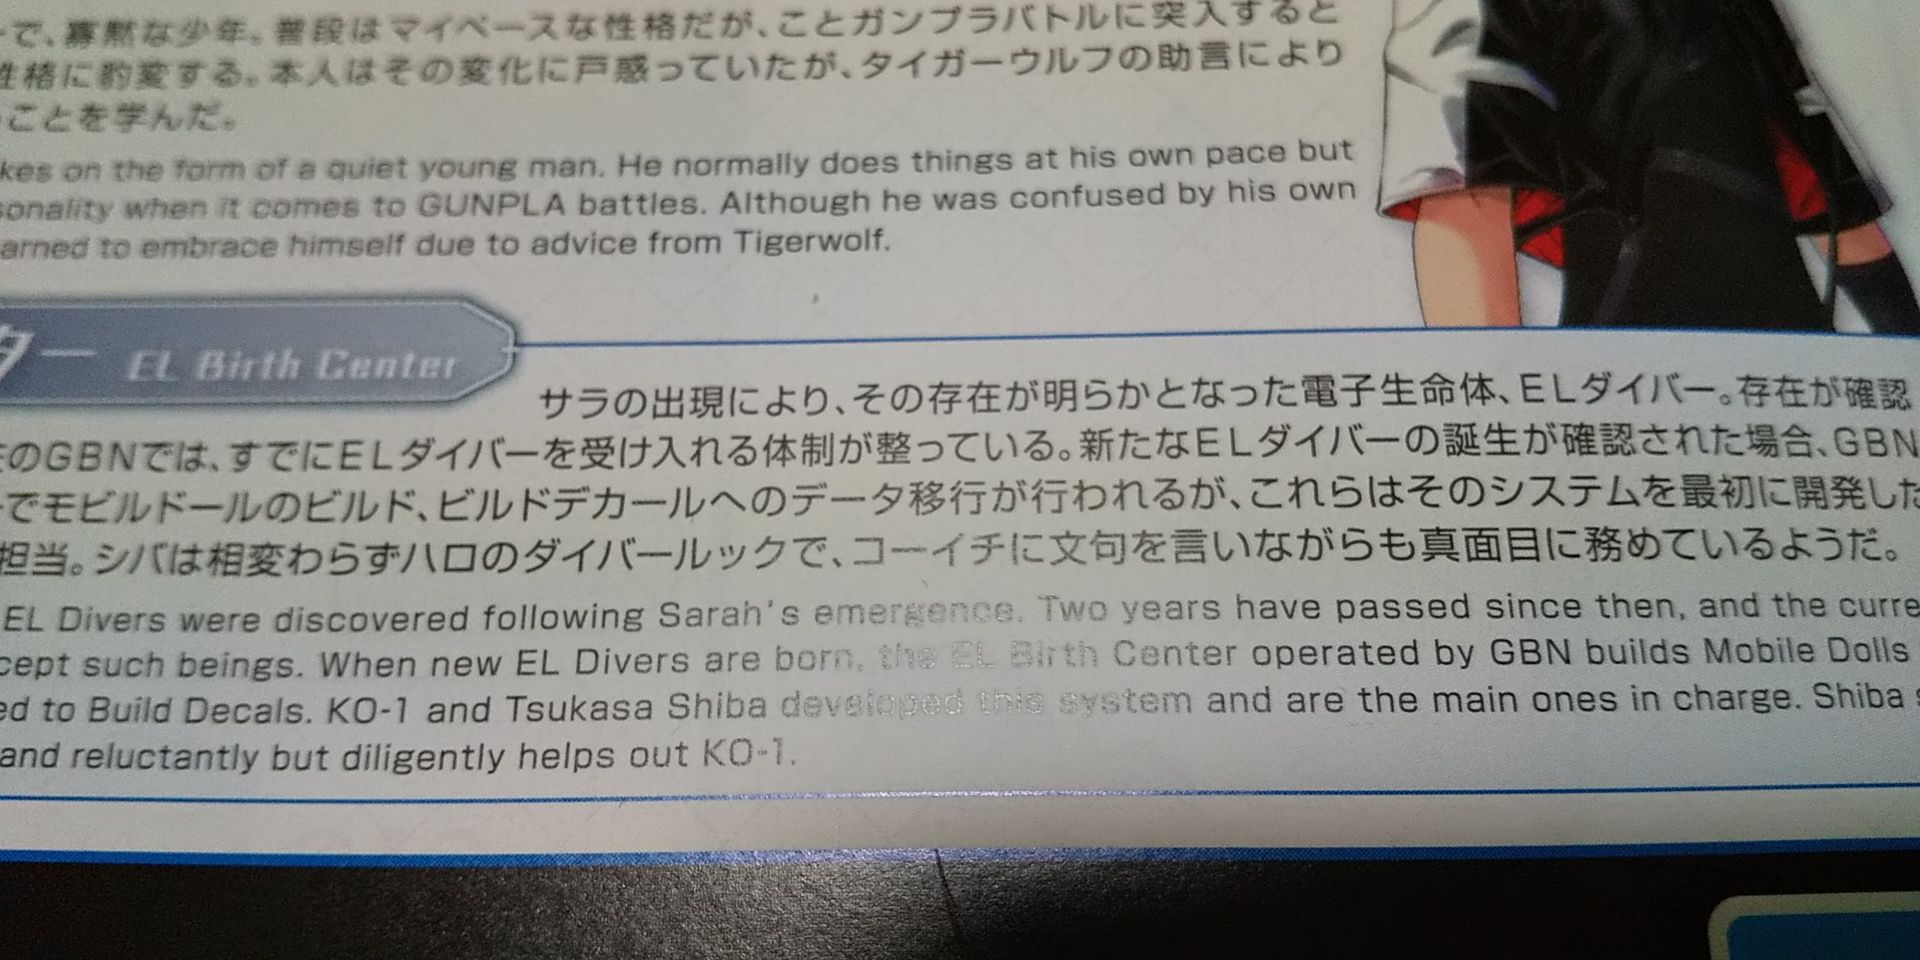 で、寡黙な少年。普段はマイペースな性格だが、ことガンプラバトルに突入すると
性格に豹変する。本人はその変化に戸惑っていたが、タイガーウルフの助言により
ことを学んだ。
kes on the form of a quiet young man. He normally does things at his own pace but
sonality when it comes to GUNPLA battles. Although he was confused by his own
arned to embrace himself due to advice from Tigerwolf.
ター EL Birth Center
サラの出現により、その存在が明らかとなった電子生命体、ELダイバー。存在が確認
のGBNでは、すでにELダイバーを受け入れる体制が整っている。新たなELダイバーの誕生が確認された場合、GBN
でモビルドールのビルド、ビルドデカールへのデータ移行が行われるが、これらはそのシステムを最初に開発した
担当。シバは相変わらずハロのダイバールックで、コーイチに文句を言いながらも真面目に務めているようだ。
EL Divers were discovered following Sarah's emergence. Two years have passed since then, and the curre
cept such beings. When new EL Divers are born, the EL Birth Center operated by GBN builds Mobile Dolls
ed to Build Decals. KO-1 and Tsukasa Shiba developed this system and are the main ones in charge. Shiba s
and reluctantly but diligently helps out KO-1.